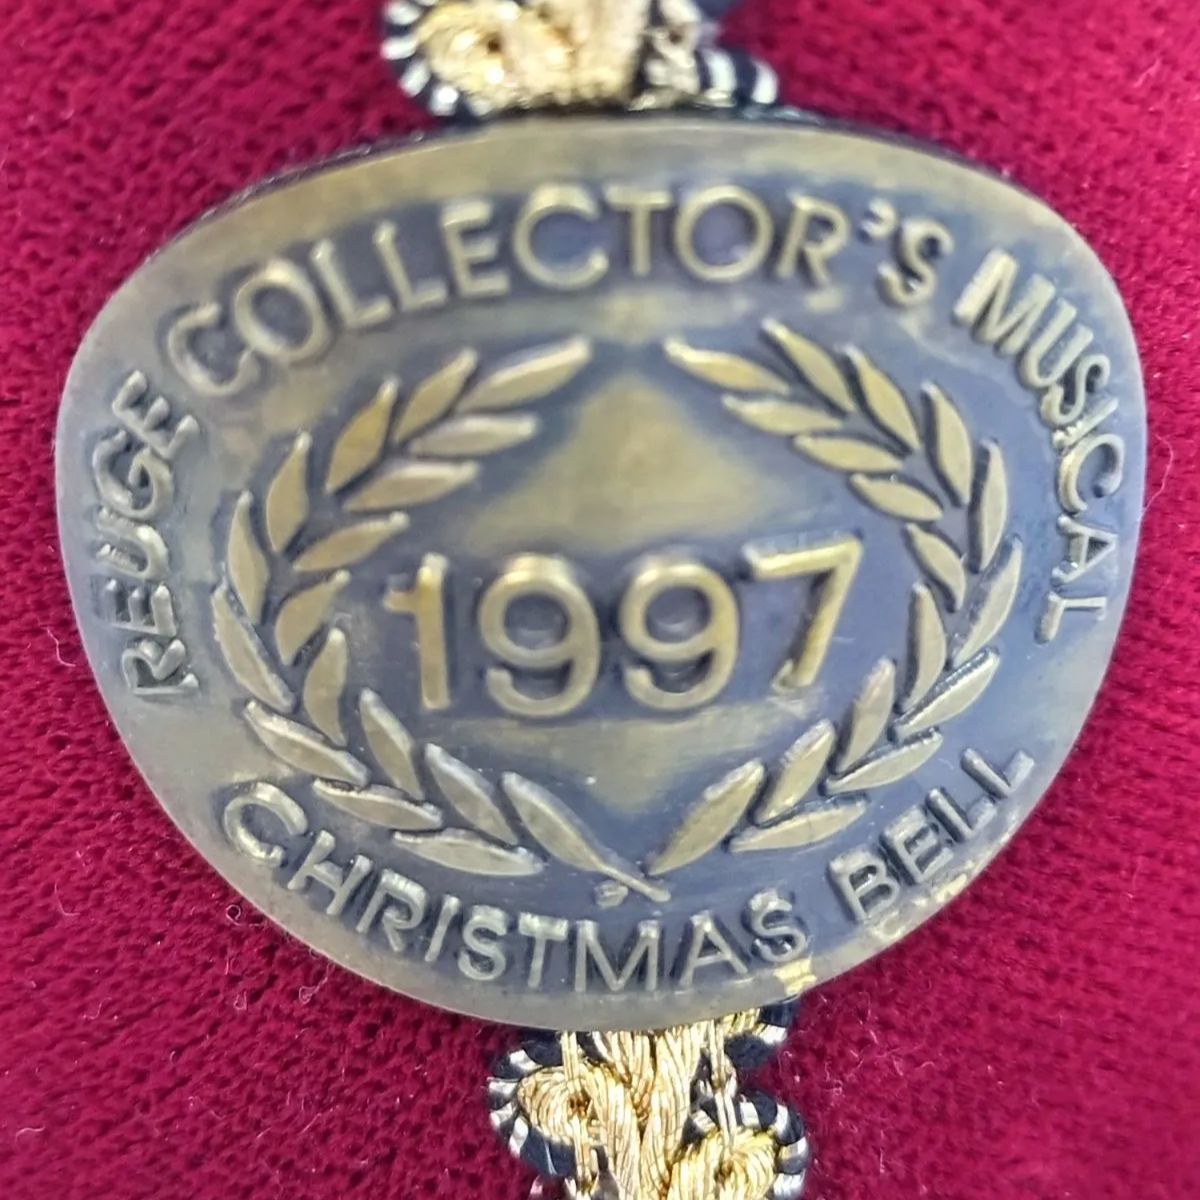 REUGE COLLECTOR'S MUSICAL
1997
CHRISTMAS BELL